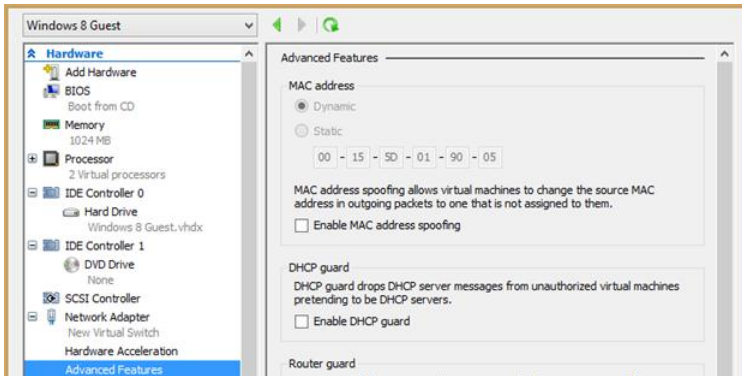 Windows 8 Guest
Hardware
Add Hardware
BIOS
Boot from CD
Memory
1024 MB
Processor
2 Virtual processors
IDE Controller 0
Hard Drive
Windows 8 Guest.vhdx
IDE Controller 1
DVD Drive
None
SCSI Controller
Network Adapter
New Virtual Switch
Hardware Acceleration
Advanced Features
Advanced Features
MAC address
Dynamic
Static
00 - 15 - 5D - 01 - 90 - 05
MAC address spoofing allows virtual machines to change the source MAC
address in outgoing packets to one that is not assigned to them.
Enable MAC address spoofing
DHCP guard
DHCP guard drops DHCP server messages from unauthorized virtual machines
pretending to be DHCP servers.
Enable DHCP guard
Router guard